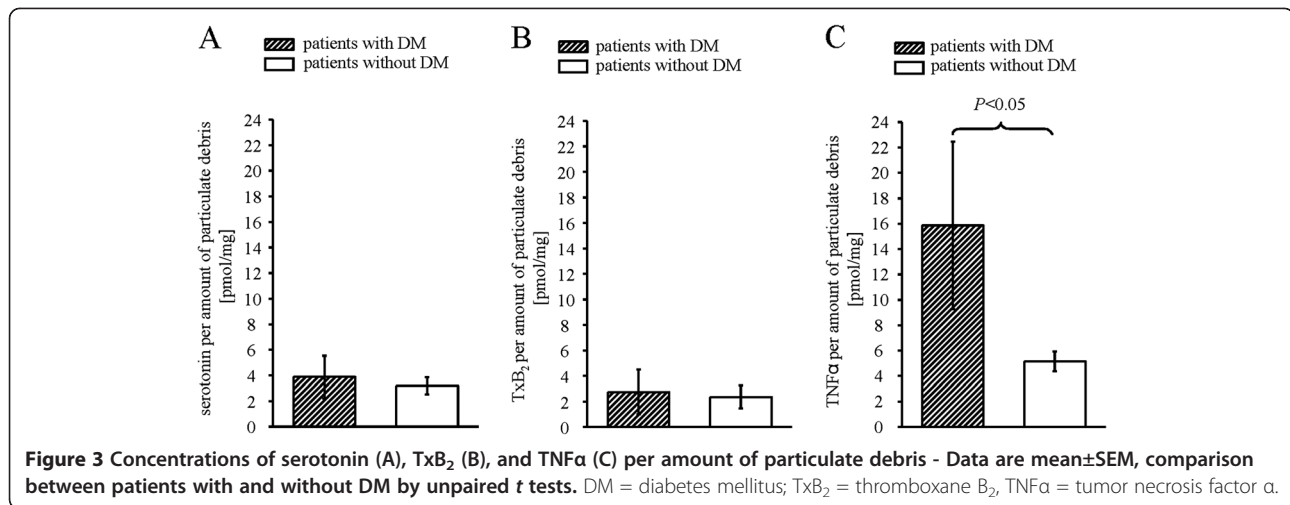 A
patients with DM
patients without DM
serotonin per amount of particulate debris
[pmol/mg]
24
22
20
18
16
14
12
10
8
6
4
2
0
B
patients with DM
patients without DM
TxB₂ per amount of particulate debris
[pmol/mg]
24
22
20
18
16
14
12
10
8
6
4
2
0
C
patients with DM
patients without DM
P<0.05
TNFα per amount of particulate debris
[pmol/mg]
24
22
20
18
16
14
12
10
8
6
4
2
0
Figure 3 Concentrations of serotonin (A), TxB₂ (B), and TNFα (C) per amount of particulate debris - Data are mean±SEM, comparison
between patients with and without DM by unpaired t tests. DM = diabetes mellitus; TxB₂ = thromboxane B₂, TNFα = tumor necrosis factor α.